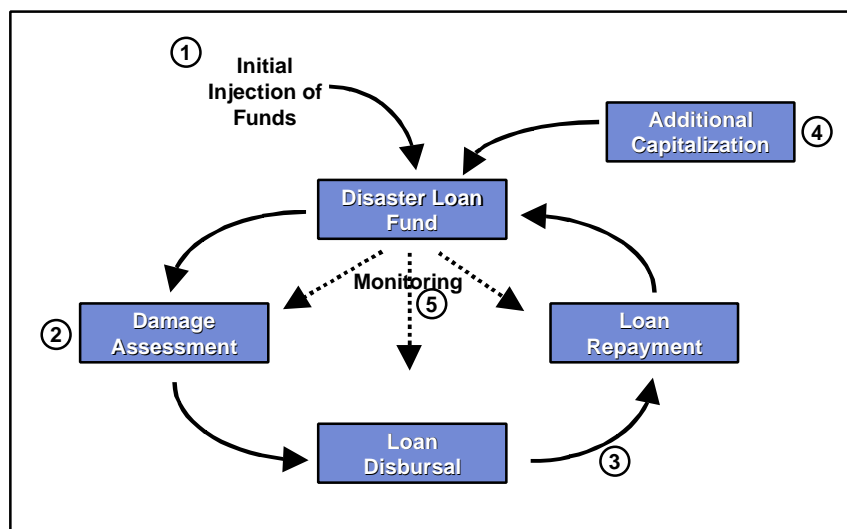 1
Initial
Injection of
Funds
Additional
Capitalization
4
Disaster Loan
Fund
Monitoring
5
2
Damage
Assessment
Loan
Repayment
Loan
Disbursal
3